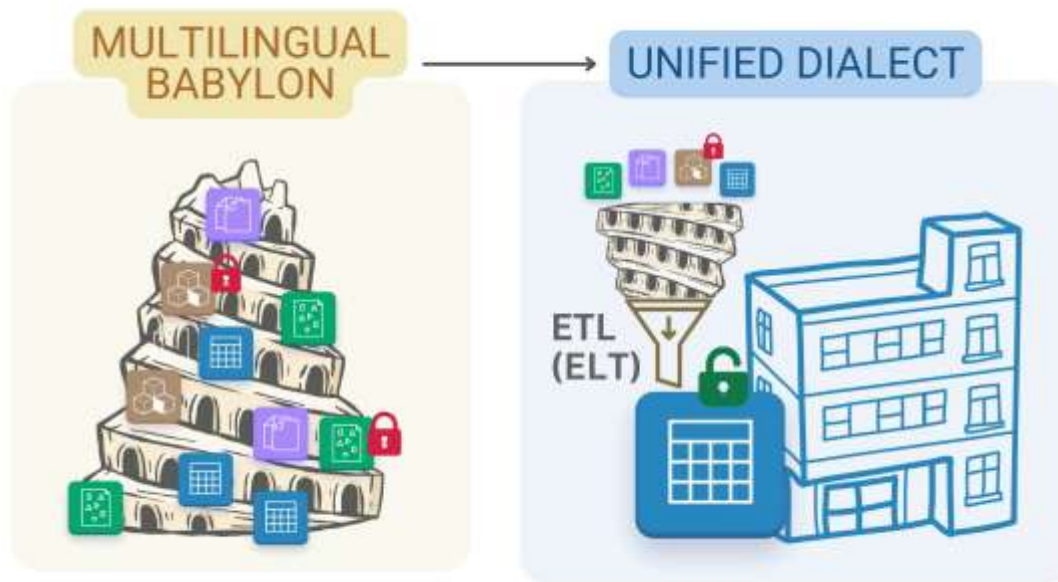 MULTILINGUAL
BABYLON
UNIFIED DIALECT
ETL
(ELT)